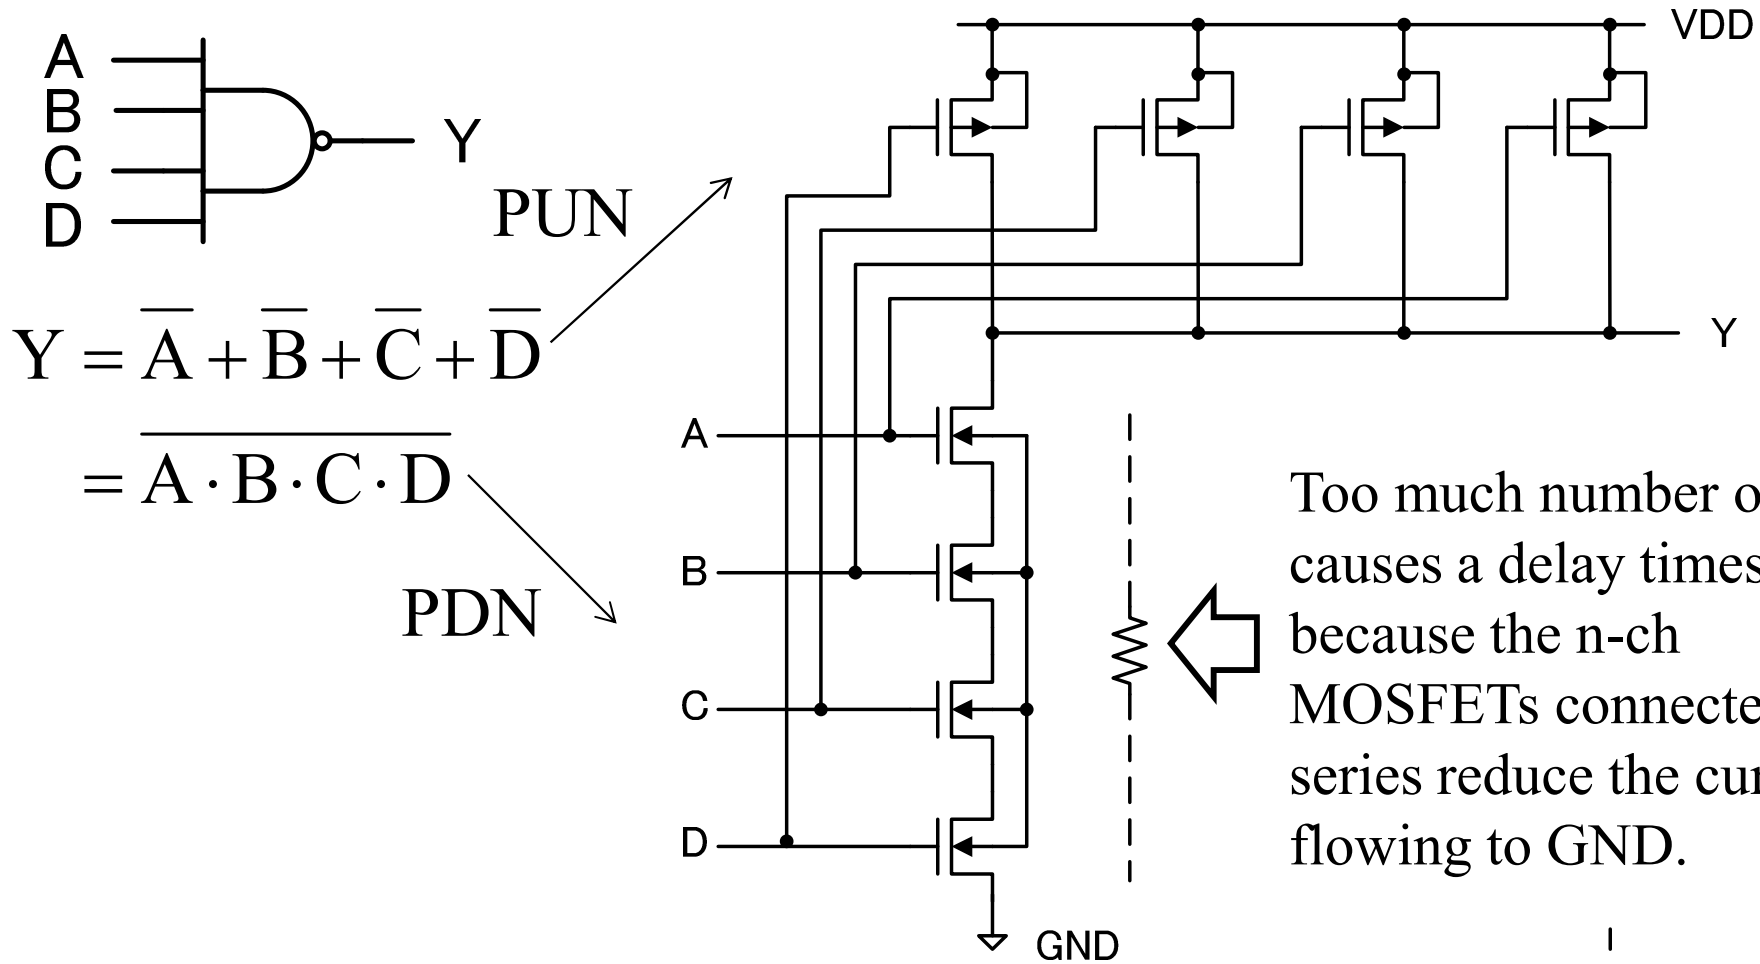 A
B
C
D
Y
PUN
Y = A̅ + B̅ + C̅ + D̅
= \overline{A · B · C · D}
PDN
VDD
Y
A
B
C
D
GND
Too much number o
causes a delay times
because the n-ch
MOSFETs connecte
series reduce the cur
flowing to GND.